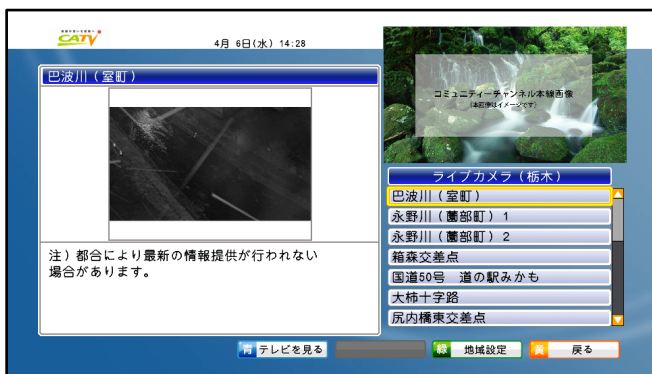 CATV
4月 6日(水) 14:28
巴波川(室町)
コミュニティーチャンネル本線画像
(本画像はイメージです)
ライブカメラ(栃木)
巴波川(室町)
永野川(薗部町)1
永野川(薗部町)2
箱森交差点
国道50号 道の駅みかも
大柿十字路
尻内橋東交差点
注)都合により最新の情報提供が行われない
場合があります。
青 テレビを見る
緑 地域設定
黄 戻る